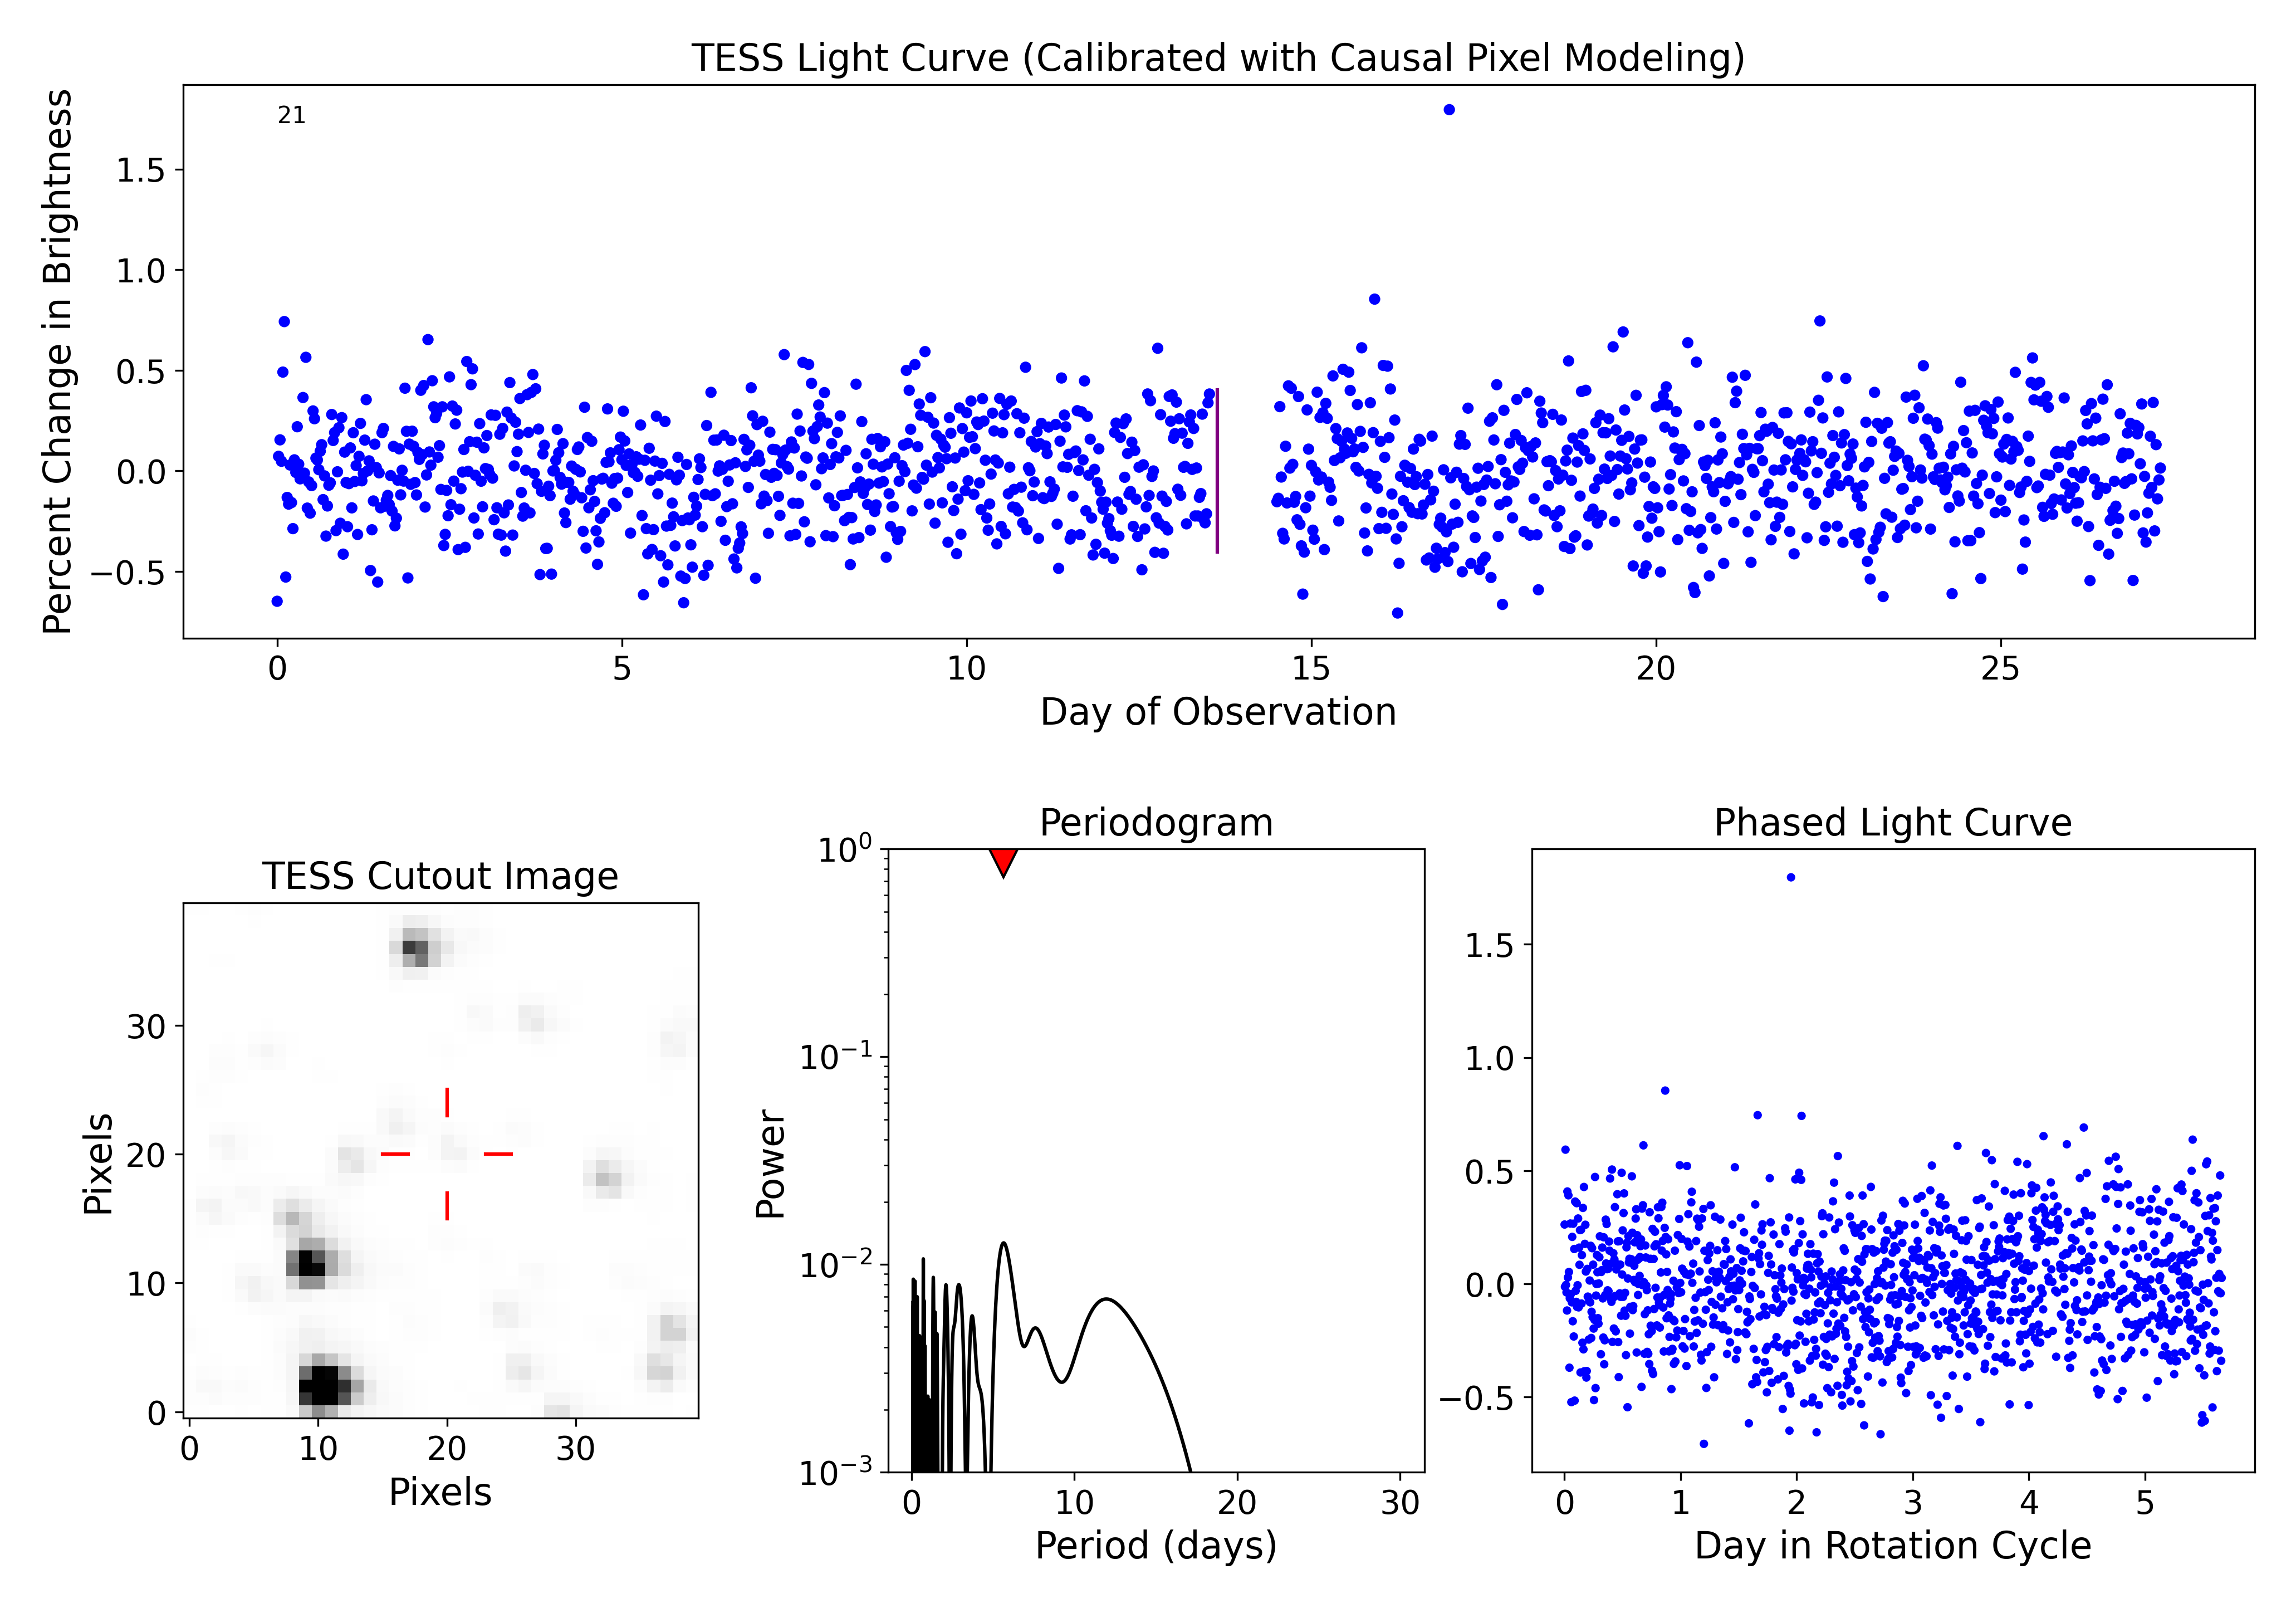 TESS Light Curve (Calibrated with Causal Pixel Modeling)
Percent Change in Brightness
21
1.5
1.0
0.5
0.0
−0.5
0 5 10 15 20 25
Day of Observation
TESS Cutout Image
Pixels
30
20
10
0
0 10 20 30
Pixels
Periodogram
Power
10⁰
10⁻¹
10⁻²
10⁻³
0 10 20 30
Period (days)
Phased Light Curve
1.5
1.0
0.5
0.0
−0.5
0 1 2 3 4 5
Day in Rotation Cycle